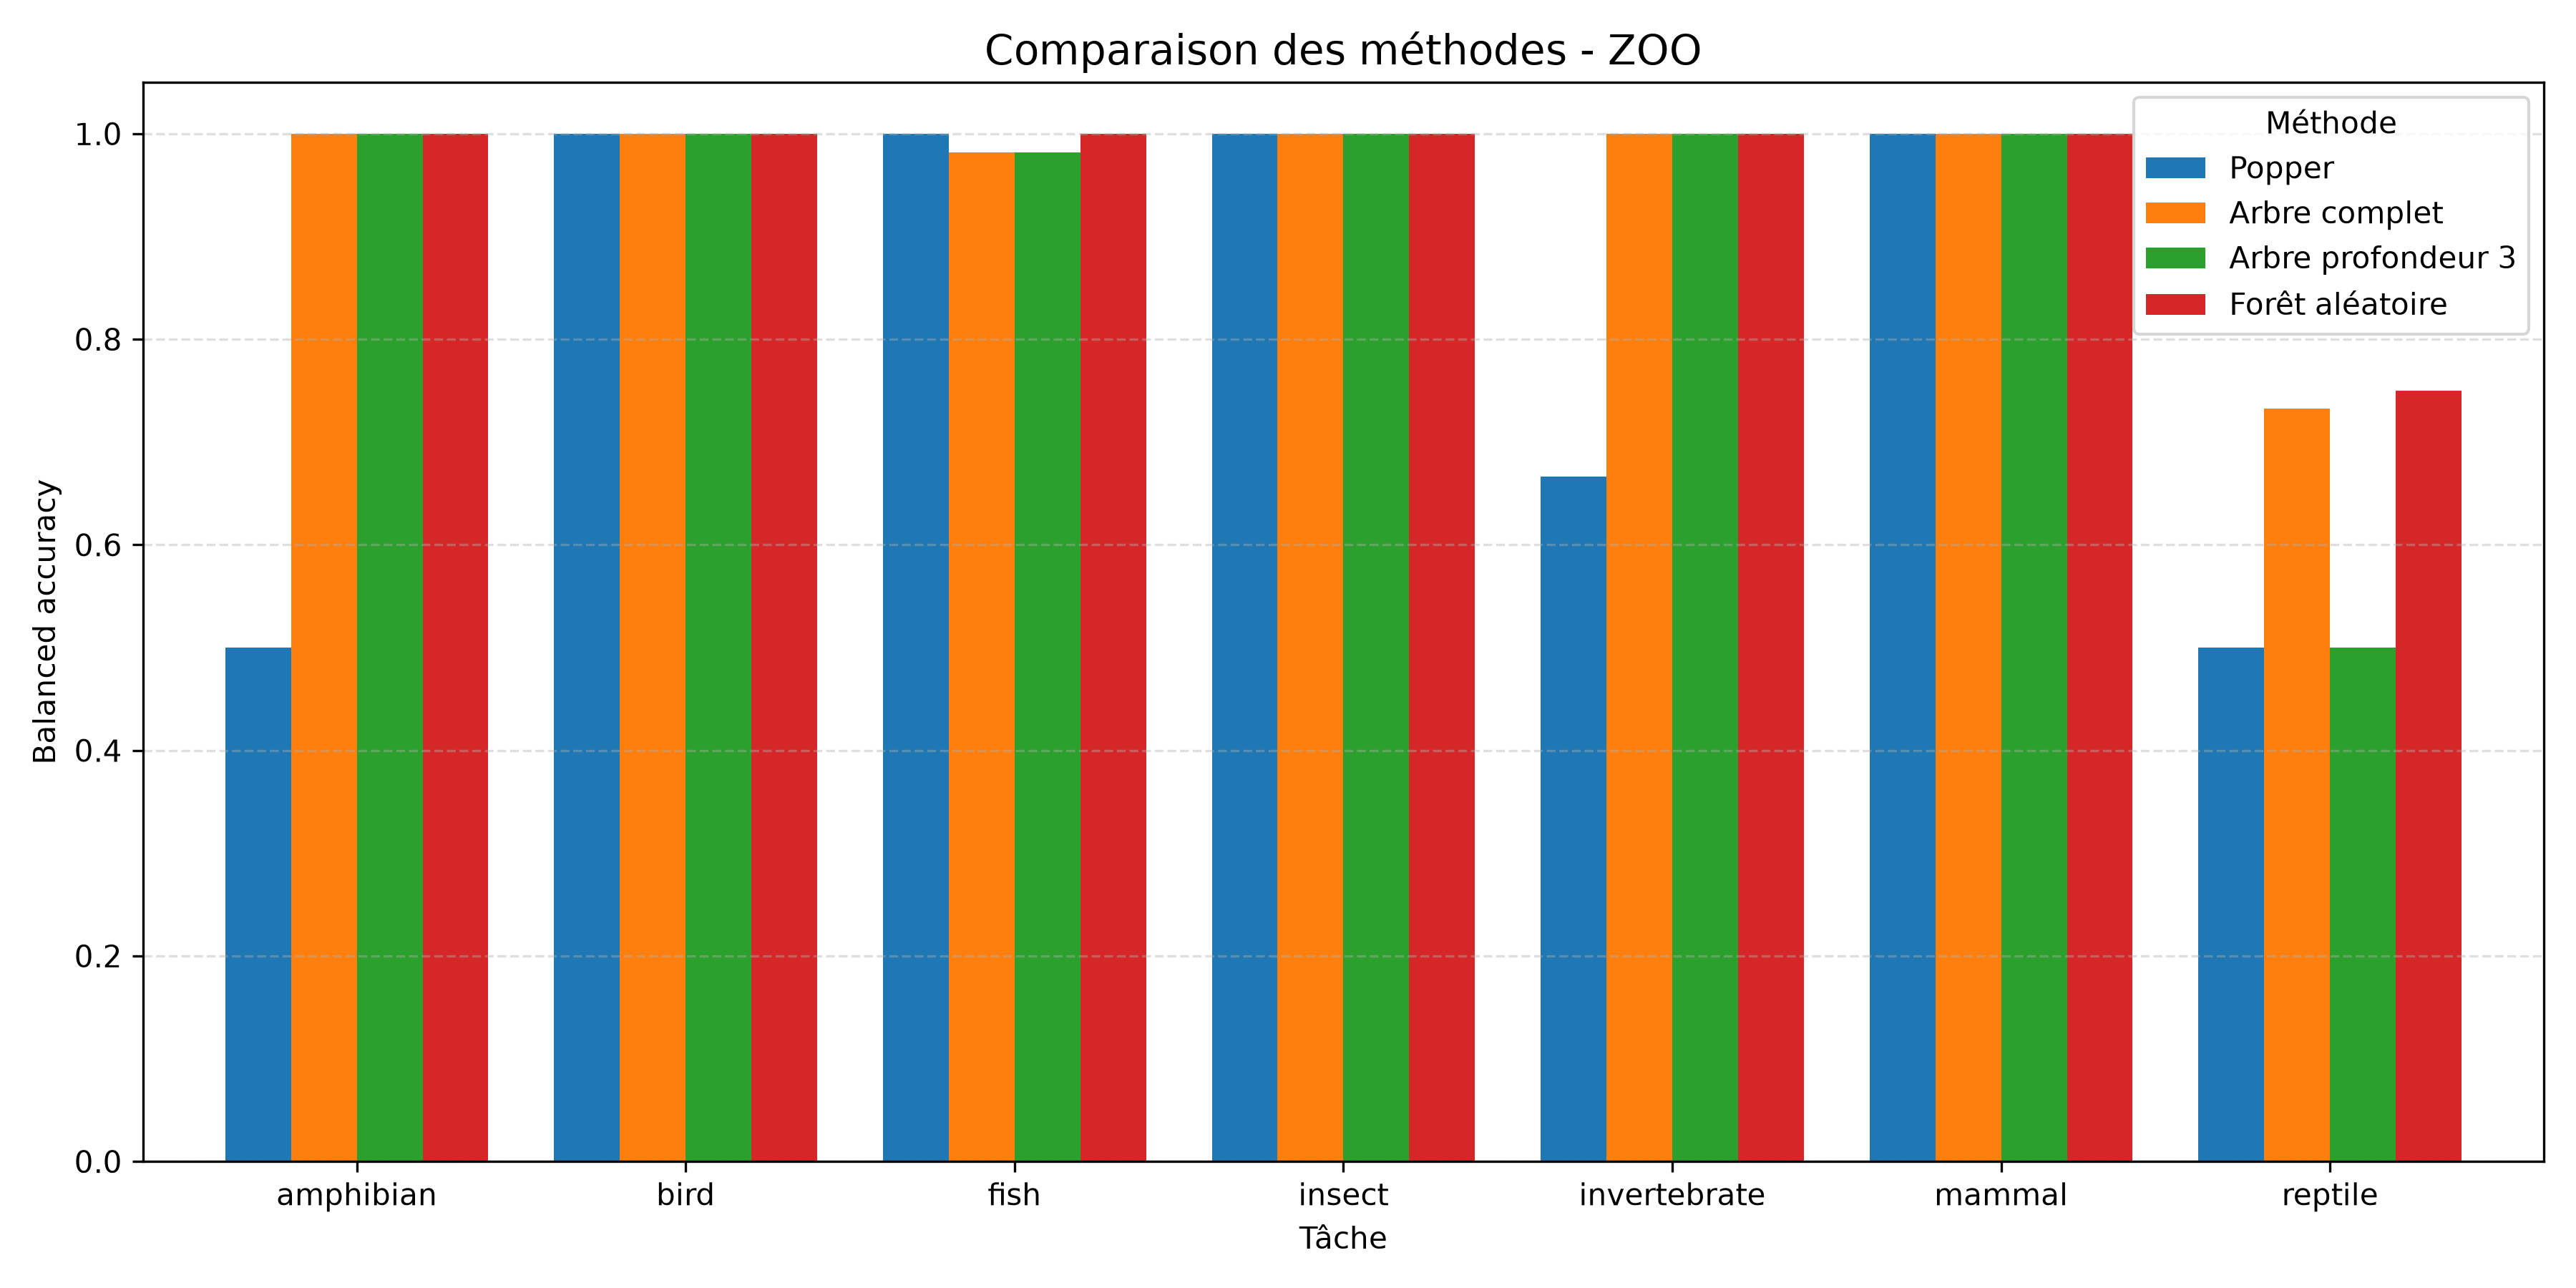 Comparaison des méthodes - ZOO
Méthode
Popper
Arbre complet
Arbre profondeur 3
Forêt aléatoire
Balanced accuracy
1.0
0.8
0.6
0.4
0.2
0.0
amphibian bird fish insect invertebrate mammal reptile
Tâche